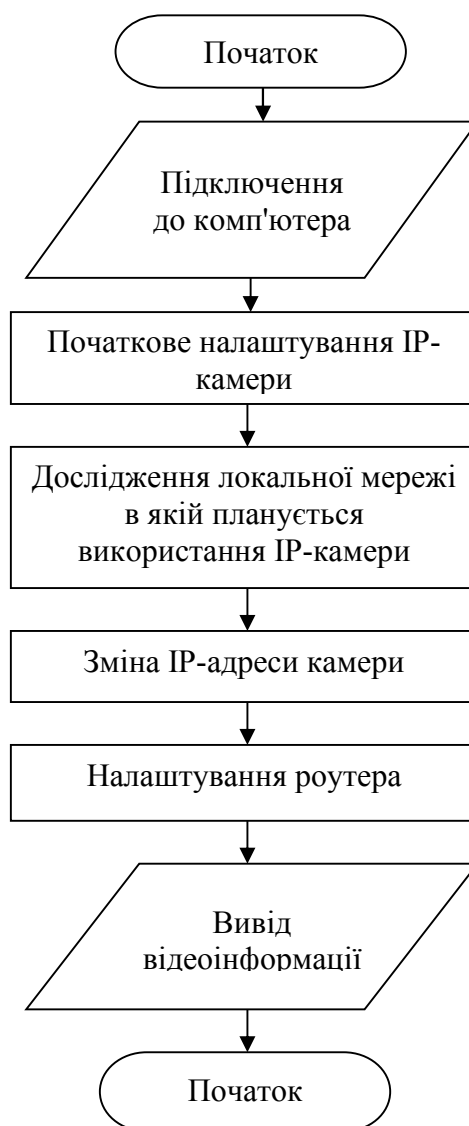 Початок
Підключення
до комп'ютера
Початкове налаштування IP-
камери
Дослідження локальної мережі
в якій планується
використання IP-камери
Зміна IP-адреси камери
Налаштування роутера
Вивід
відеоінформації
Початок